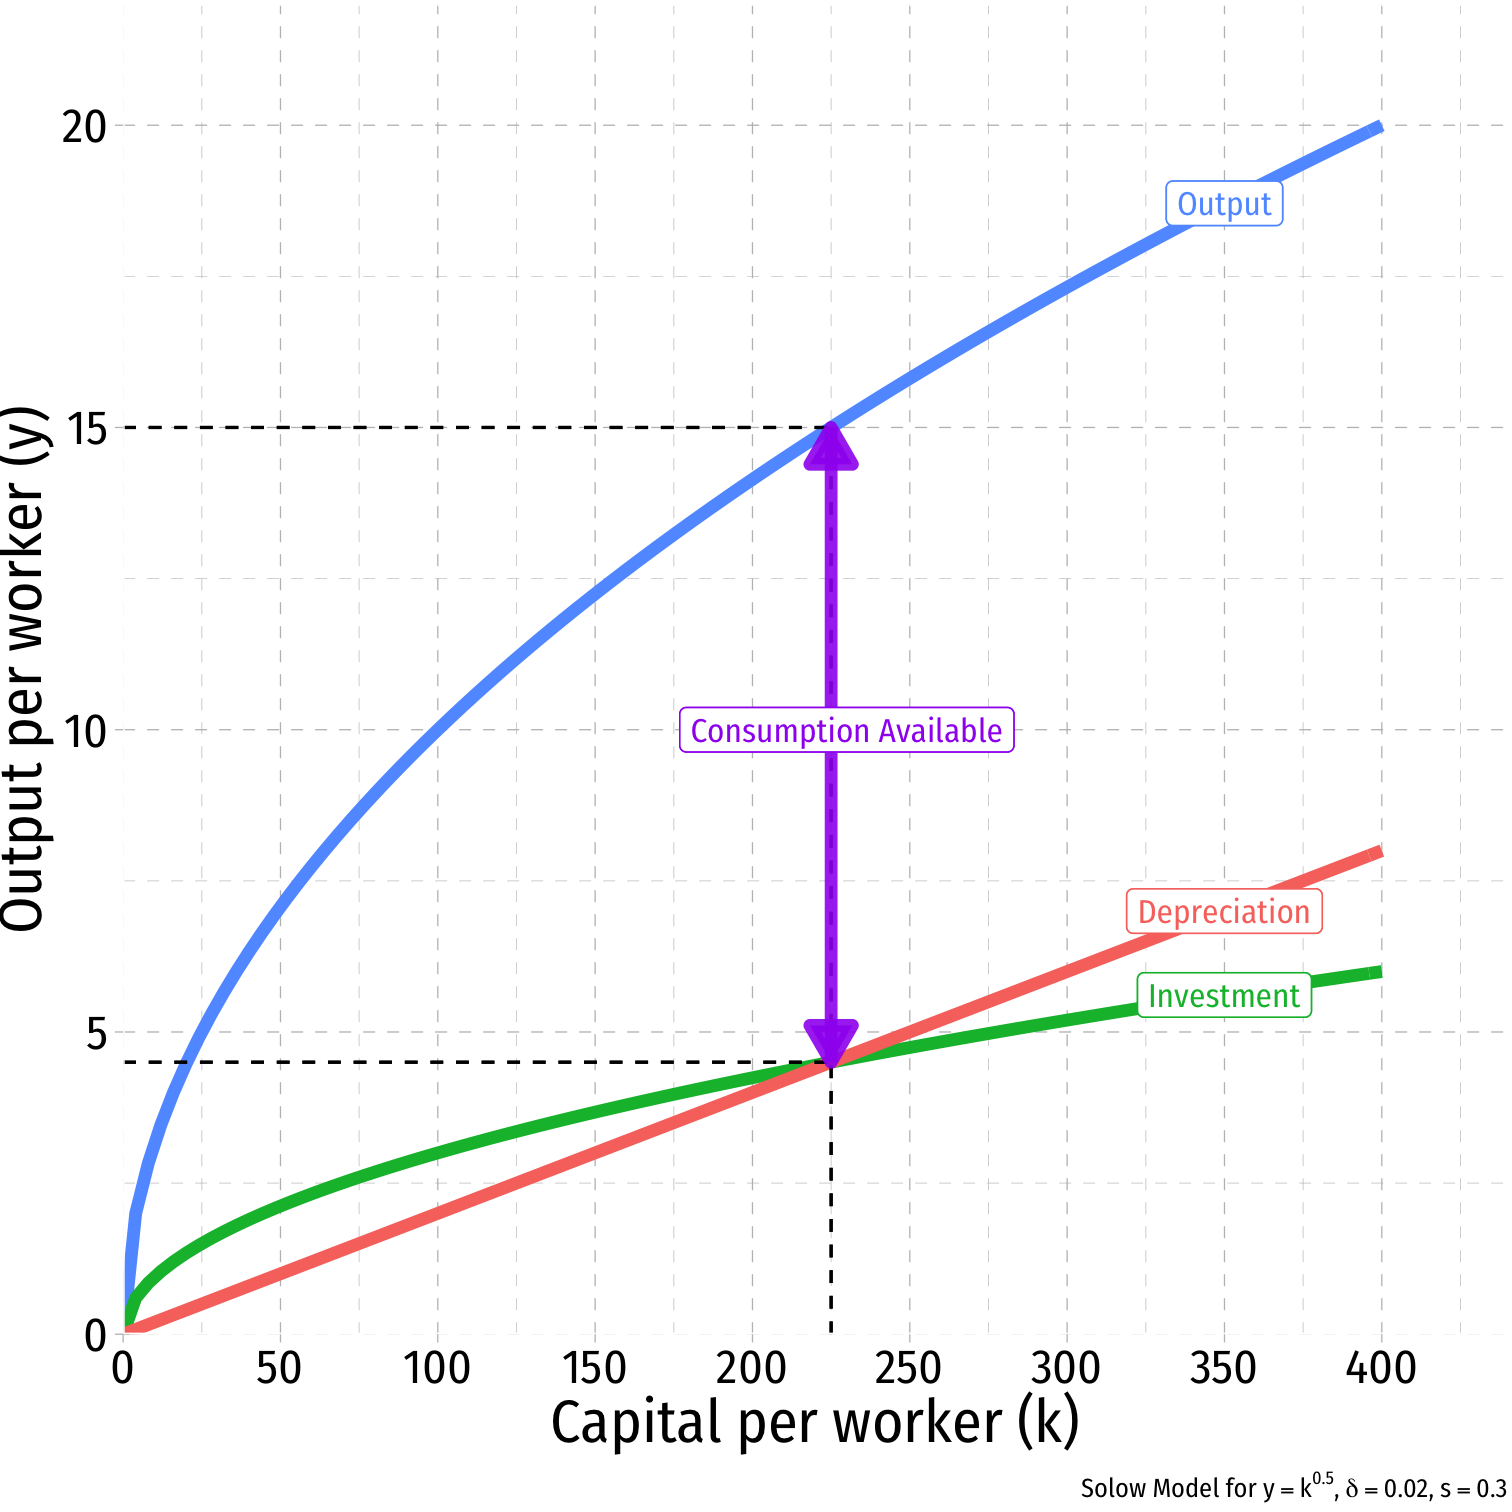 20
Output
15
Output per worker (y)
Consumption Available
10
Depreciation
Investment
5
0
0 50 100 150 200 250 300 350 400
Capital per worker (k)
Solow Model for y = k^0.5, δ = 0.02, s = 0.3